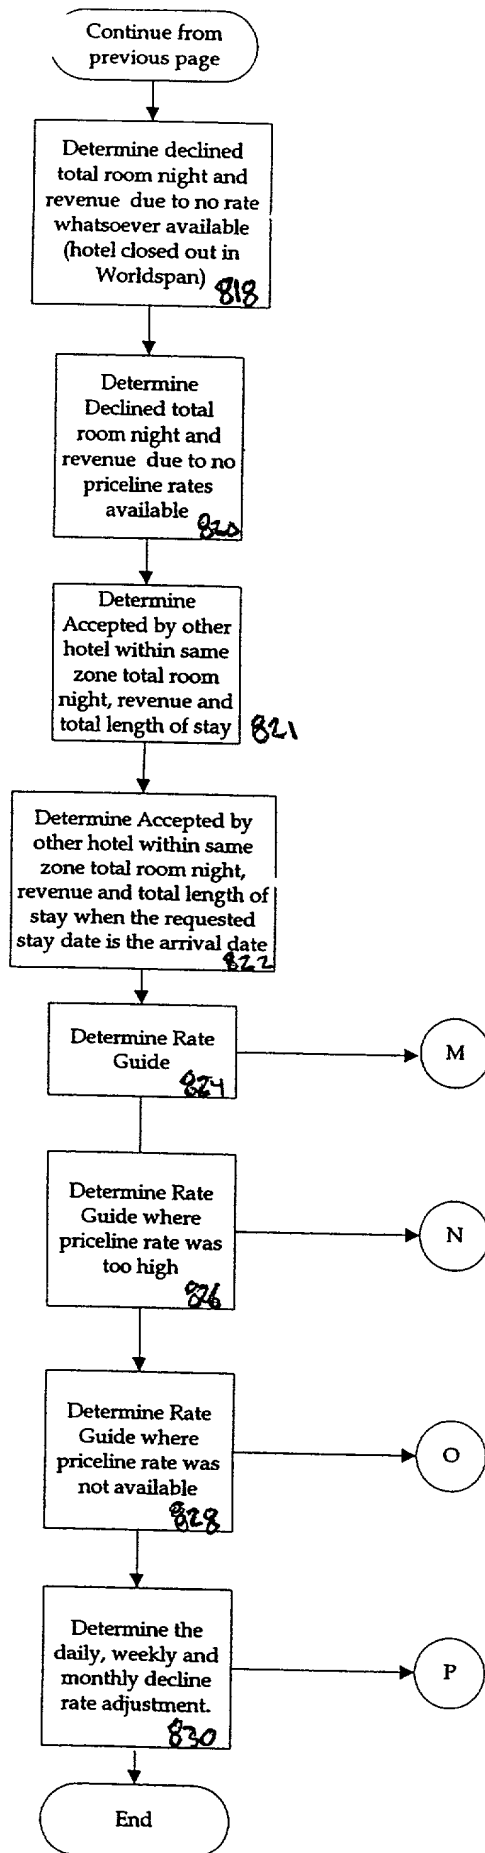 Continue from
previous page
Determine declined
total room night and
revenue due to no rate
whatsoever available
(hotel closed out in
Worldspan) 818
Determine
Declined total
room night and
revenue due to no
priceline rates
available 820
Determine
Accepted by other
hotel within same
zone total room
night, revenue and
total length of stay 821
Determine Accepted by
other hotel within same
zone total room night,
revenue and total length of
stay when the requested
stay date is the arrival date
822
Determine Rate
Guide
824
M
Determine Rate
Guide where
priceline rate was
too high
826
N
Determine Rate
Guide where
priceline rate was
not available
828
O
Determine the
daily, weekly and
monthly decline
rate adjustment.
830
P
End